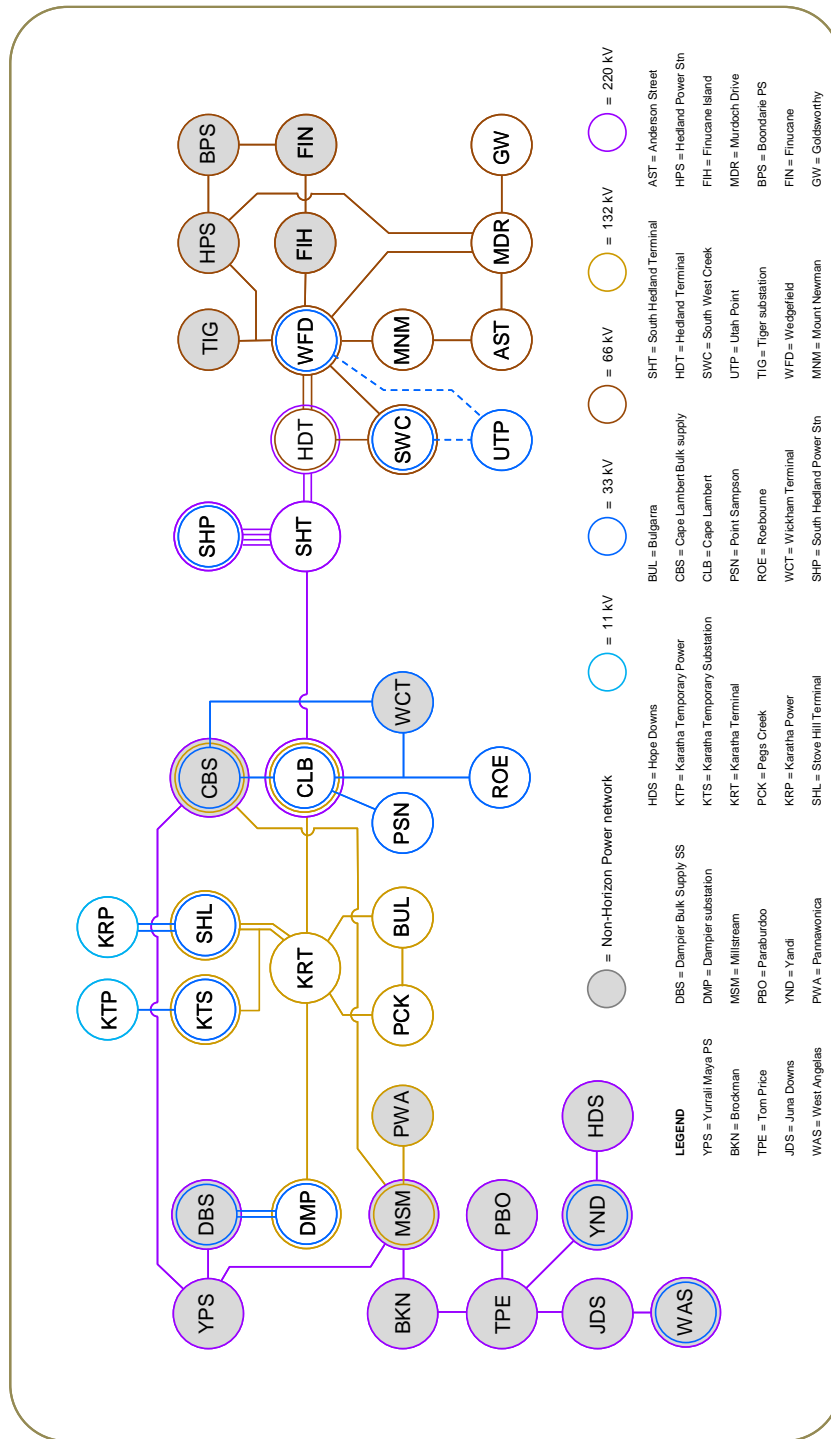 YPS
DBS
KTP
KRP
CBS
SHP
TIG
HPS
BPS
DMP
KTS
SHL
CLB
WCT
SHT
HDT
WFD
FIH
FIN
BKN
MSM
PWA
KRT
PCK
BUL
PSN
ROE
SWC
MNM
MDR
GW
TPE
PBO
UTP
AST
JDS
YND
HDS
WAS
= Non-Horizon Power network
= 11 kV
= 33 kV
= 66 kV
= 132 kV
= 220 kV
LEGEND
YPS = Yurrali Maya PS
BKN = Brockman
TPE = Tom Price
JDS = Juna Downs
WAS = West Angelas
DBS = Dampier Bulk Supply SS
DMP = Dampier substation
MSM = Millstream
PBO = Paraburdoo
YND = Yandi
PWA = Pannawonica
HDS = Hope Downs
KTP = Karatha Temporary Power
KTS = Karatha Temporary Substation
KRT = Karatha Terminal
PCK = Pegs Creek
KRP = Karatha Power
SHL = Stove Hill Terminal
BUL = Bulgarra
CBS = Cape Lambert Bulk supply
CLB = Cape Lambert
PSN = Point Sampson
ROE = Roebourne
WCT = Wickham Terminal
SHP = South Hedland Power Stn
SHT = South Hedland Terminal
HDT = Hedland Terminal
SWC = South West Creek
UTP = Utah Point
TIG = Tiger substation
WFD = Wedgefield
MNM = Mount Newman
AST = Anderson Street
HPS = Hedland Power Stn
FIH = Finucane Island
MDR = Murdoch Drive
BPS = Boondarie PS
FIN = Finucane
GW = Goldsworthy